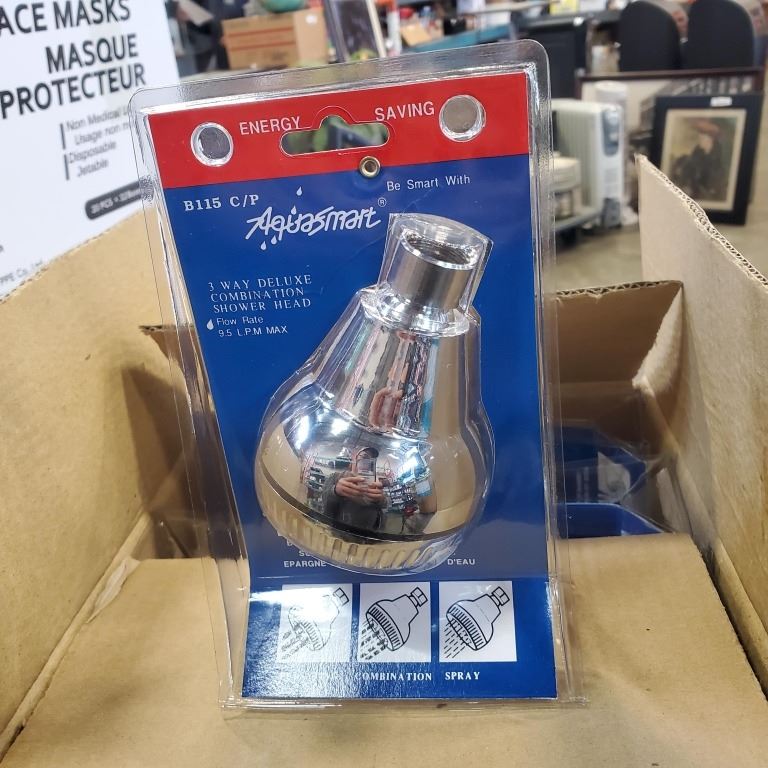 ACE MASKS
MASQUE
PROTECTEUR
Non Medical
Usage non m
Disposable
Jetable
ENERGY SAVING
Be Smart With
B115 C/P
Aquasmart®
3 WAY DELUXE
COMBINATION
SHOWER HEAD
Flow Rate
9.5 L.P.M MAX
EPARGNE D'EAU
COMBINATION SPRAY